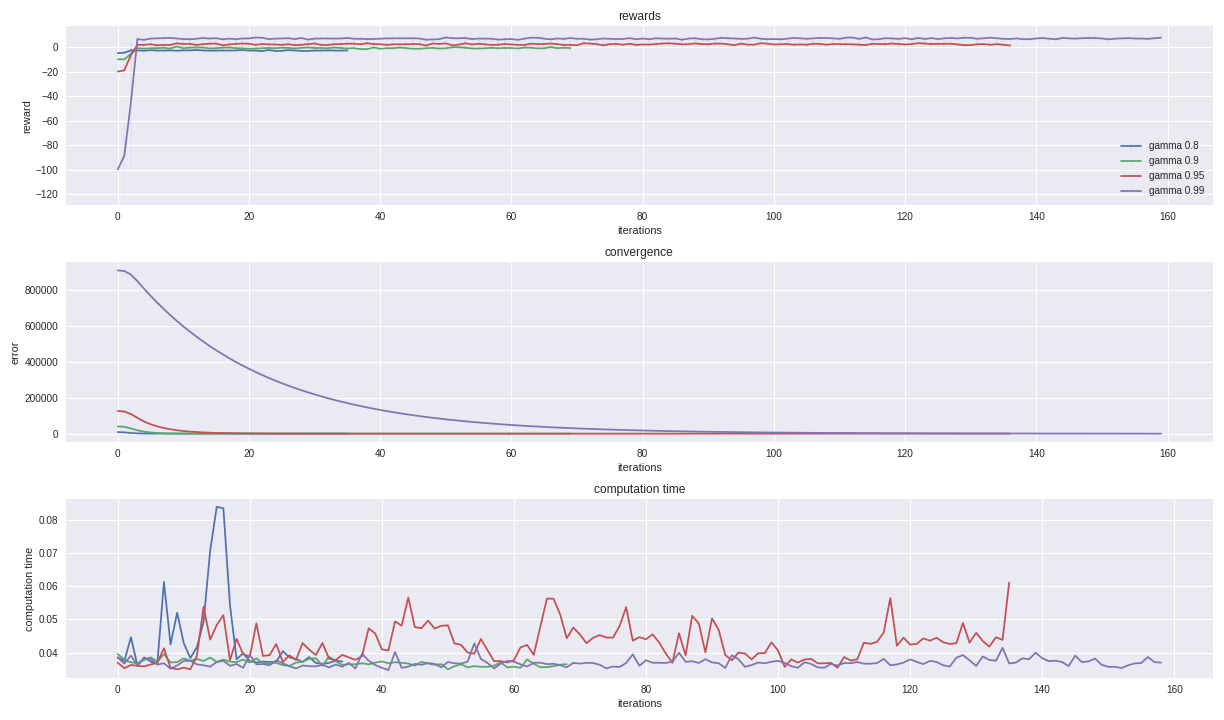 rewards
0
−20
−40
−60
−80
−100
−120
reward
gamma 0.8
gamma 0.9
gamma 0.95
gamma 0.99
0 20 40 60 80 100 120 140 160
iterations
convergence
800000
600000
400000
200000
0
error
0 20 40 60 80 100 120 140 160
iterations
computation time
0.08
0.07
0.06
0.05
0.04
computation time
0 20 40 60 80 100 120 140 160
iterations